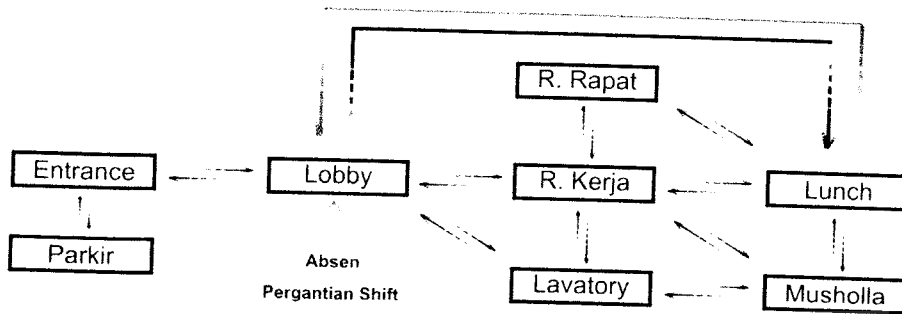 R. Rapat
Entrance
Lobby
R. Kerja
Lunch
Parkir
Absen
Pergantian Shift
Lavatory
Musholla